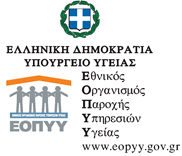 ΕΛΛΗΝΙΚΗ ΔΗΜΟΚΡΑΤΙΑ
ΥΠΟΥΡΓΕΙΟ ΥΓΕΙΑΣ
Εθνικός
Οργανισμός
Παροχής
Υπηρεσιών
Υγείας
ΕΟΠΥΥ
www.eopyy.gov.gr